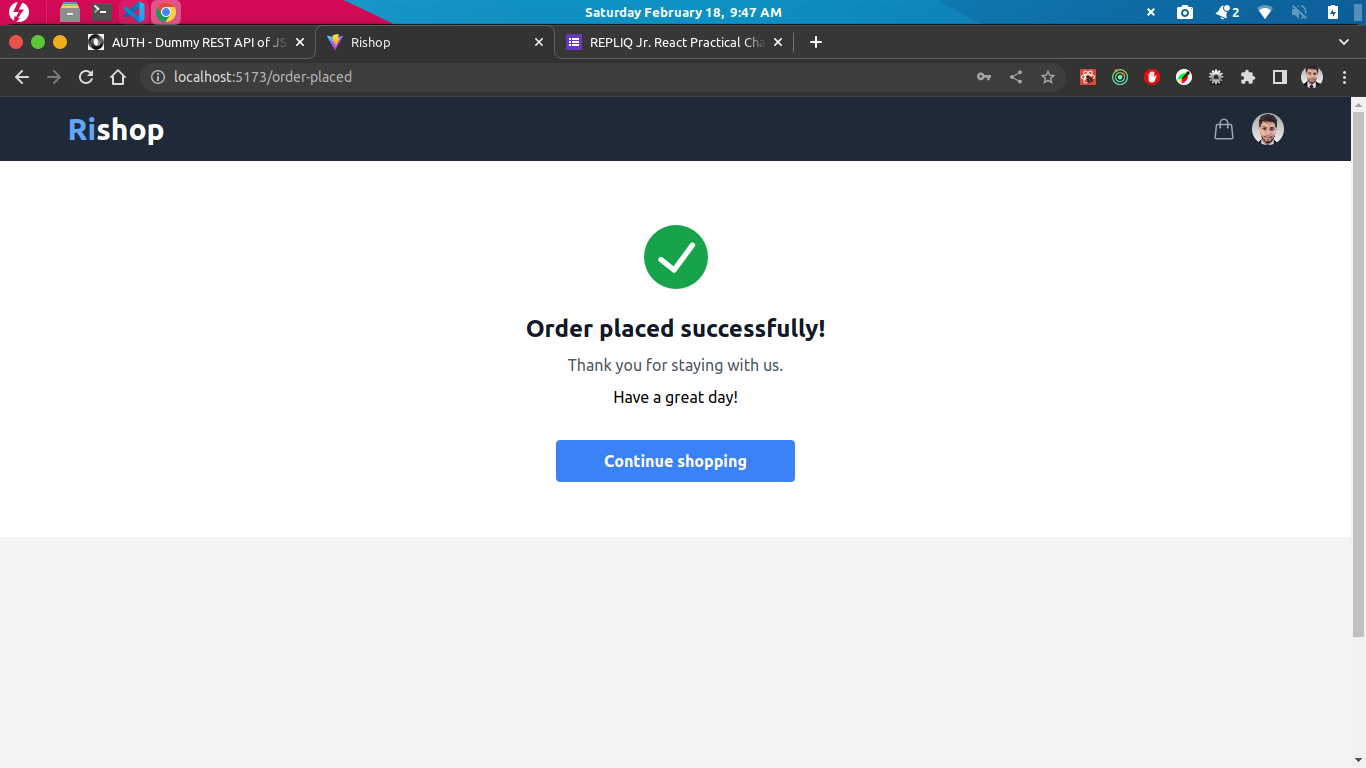 Saturday February 18, 9:47 AM
2
AUTH - Dummy REST API of JS
Rishop
REPLIQ Jr. React Practical Cha
localhost:5173/order-placed
Rishop
Order placed successfully!
Thank you for staying with us.
Have a great day!
Continue shopping